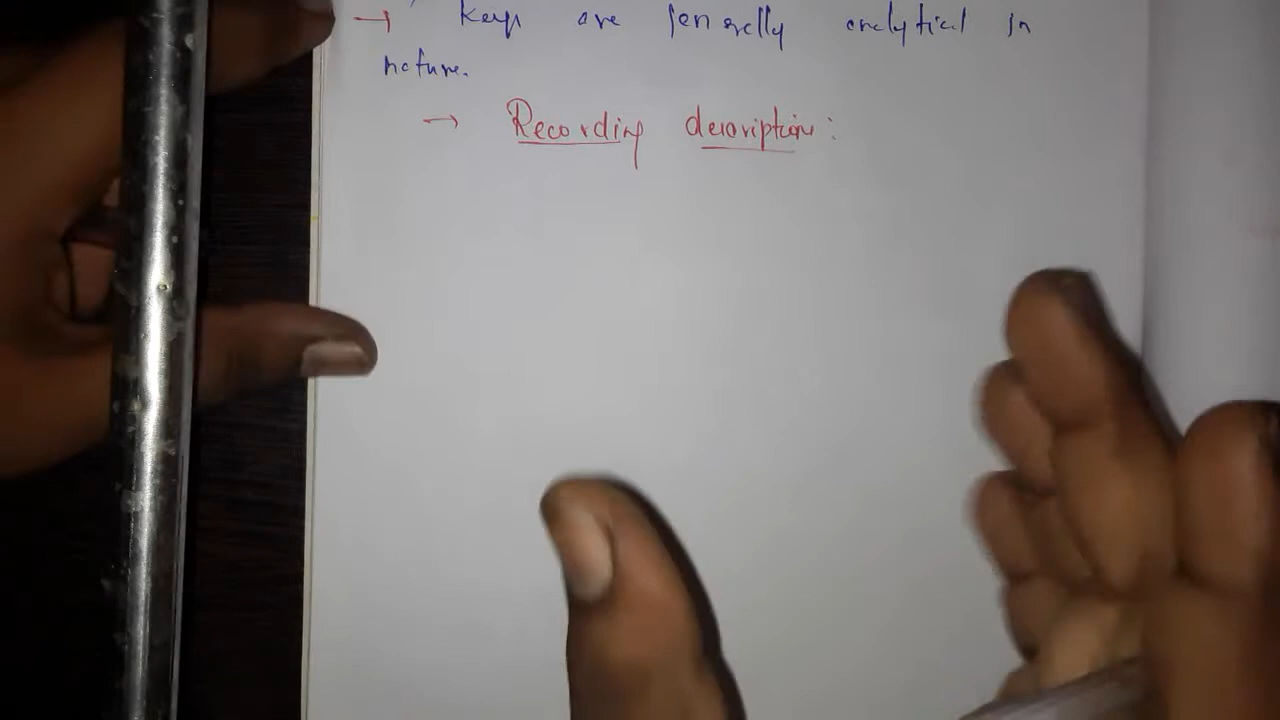 → Keys are generally analytical in
nature.
→ Recording description: